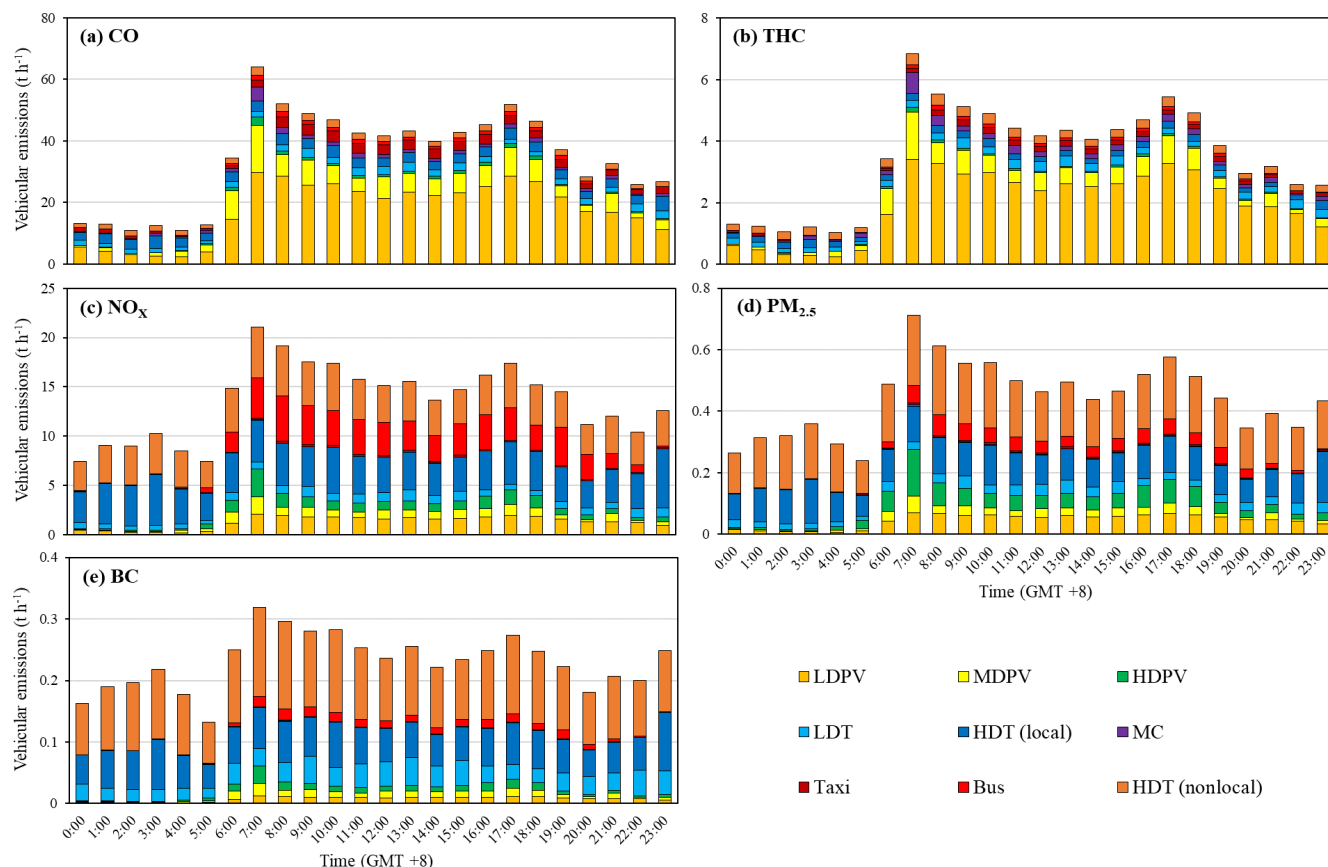 (a) CO
Vehicular emissions (t h⁻¹)
80
60
40
20
0
(b) THC
Vehicular emissions (t h⁻¹)
8
6
4
2
0
(c) NOX
Vehicular emissions (t h⁻¹)
25
20
15
10
5
0
(d) PM2.5
Vehicular emissions (t h⁻¹)
0.8
0.6
0.4
0.2
0
0:00 1:00 2:00 3:00 4:00 5:00 6:00 7:00 8:00 9:00 10:00 11:00 12:00 13:00 14:00 15:00 16:00 17:00 18:00 19:00 20:00 21:00 22:00 23:00
Time (GMT +8)
(e) BC
Vehicular emissions (t h⁻¹)
0.4
0.3
0.2
0.1
0
0:00 1:00 2:00 3:00 4:00 5:00 6:00 7:00 8:00 9:00 10:00 11:00 12:00 13:00 14:00 15:00 16:00 17:00 18:00 19:00 20:00 21:00 22:00 23:00
Time (GMT +8)
LDPV MDPV HDPV
LDT HDT (local) MC
Taxi Bus HDT (nonlocal)